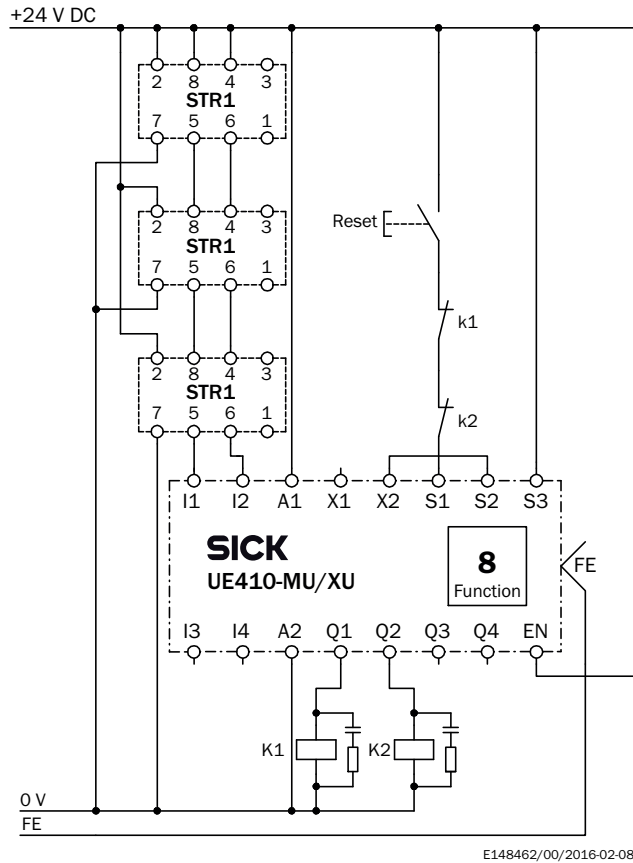 +24 V DC
2 8 4 3
STR1
7 5 6 1
2 8 4 3
STR1
7 5 6 1
Reset
k1
2 8 4 3
STR1
7 5 6 1
k2
I1 I2 A1 X1 X2 S1 S2 S3
SICK
UE410-MU/XU
8
Function
FE
I3 I4 A2 Q1 Q2 Q3 Q4 EN
K1 K2
0 V
FE
E148462/00/2016-02-08